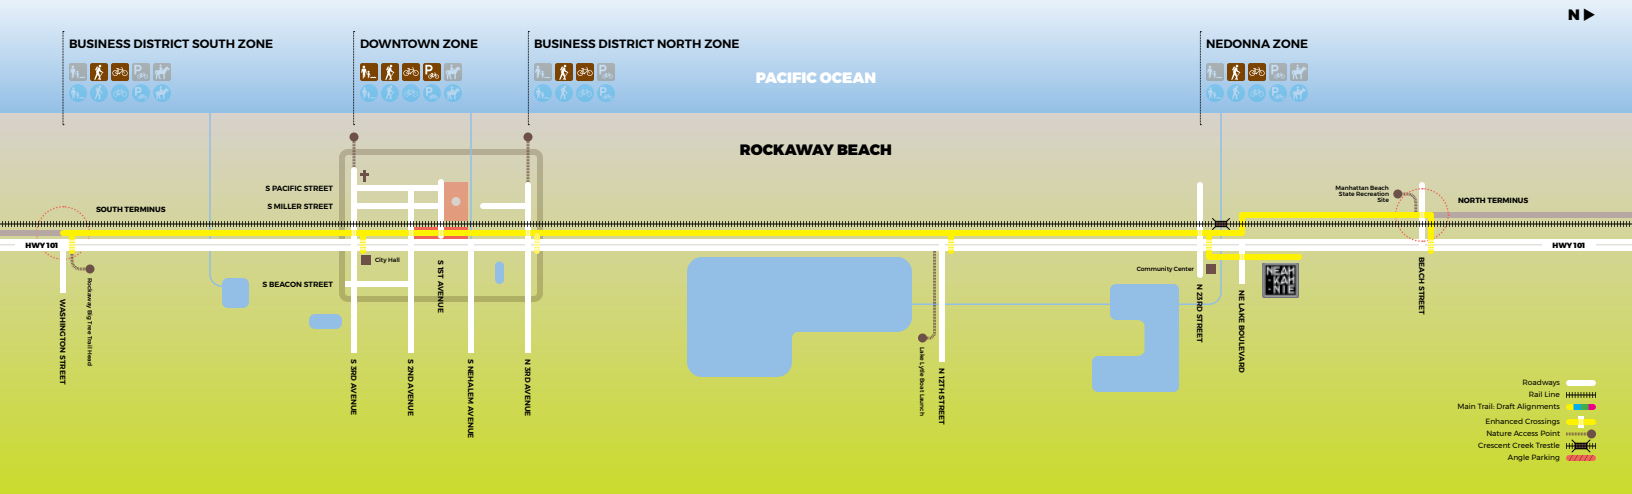 N
BUSINESS DISTRICT SOUTH ZONE
DOWNTOWN ZONE
BUSINESS DISTRICT NORTH ZONE
NEDONNA ZONE
PACIFIC OCEAN
ROCKAWAY BEACH
S PACIFIC STREET
S MILLER STREET
SOUTH TERMINUS
Manhattan Beach
State Recreation
Site
NORTH TERMINUS
HWY 101
HWY 101
City Hall
Community Center
S BEACON STREET
NEAH
KAH
NIE
WASHINGTON STREET
Rockaway Big Tree Trail Head
S 3RD AVENUE
S 2ND AVENUE
S 1ST AVENUE
S NEHALEM AVENUE
N 3RD AVENUE
Lake Lytle Boat Launch
N 12TH STREET
N 23RD STREET
NE LAKE BOULEVARD
BEACH STREET
Roadways
Rail Line
Main Trail: Draft Alignments
Enhanced Crossings
Nature Access Point
Crescent Creek Trestle
Angle Parking